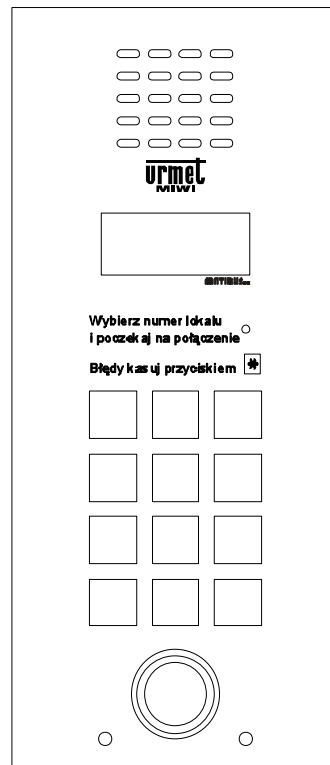 urmet
MIWI
Wybierz numer lokalu
i poczekaj na połączenie
Błędy kasuj przyciskiem *